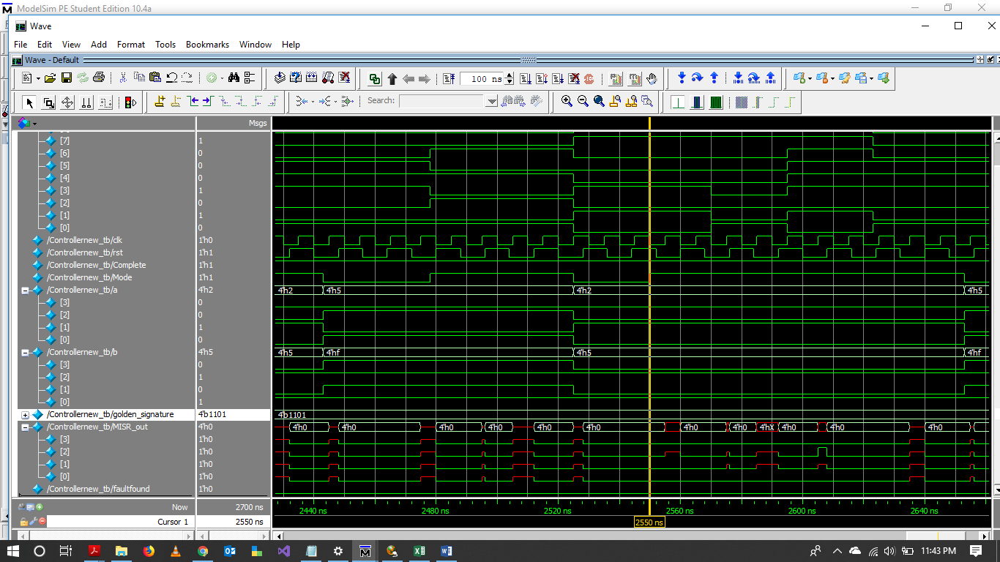 ModelSim PE Student Edition 10.4a
Wave
File Edit View Add Format Tools Bookmarks Window Help
Wave - Default
100 ns
Search:
Msgs
[7] 1
[6] 0
[5] 0
[4] 0
[3] 1
[2] 0
[1] 1
[0] 0
/Controllernew_tb/clk 1'h0
/Controllernew_tb/rst 1'h1
/Controllernew_tb/Complete 1'h1
/Controllernew_tb/Mode 1'h1
/Controllernew_tb/a 4'h2 4'h2 4'h5 4'h2 4'h5
[3] 0
[2] 0
[1] 1
[0] 0
/Controllernew_tb/b 4'h5 4'h5 4'hf 4'h5 4'hf
[3] 0
[2] 1
[1] 0
[0] 1
/Controllernew_tb/golden_signature 4'b1101 4'b1101
/Controllernew_tb/MISR_out 4'h0 4'h0 4'h0 4'h0 4'h0 4'h0 4'h0 4'h0 4'h0 4'hX 4'h0 4'h0 4'h0
[3] 1'h0
[2] 1'h0
[1] 1'h0
[0] 1'h0
/Controllernew_tb/faultfound 1'h0
Now 2700 ns 2440 ns 2480 ns 2520 ns 2560 ns 2600 ns 2640 ns
Cursor 1 2550 ns 2550 ns
11:43 PM